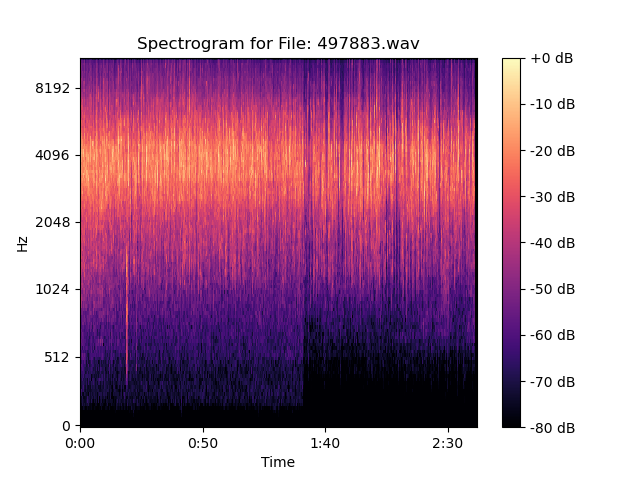 Spectrogram for File: 497883.wav
Hz
8192
4096
2048
1024
512
0
0:00
0:50
1:40
2:30
Time
+0 dB
-10 dB
-20 dB
-30 dB
-40 dB
-50 dB
-60 dB
-70 dB
-80 dB